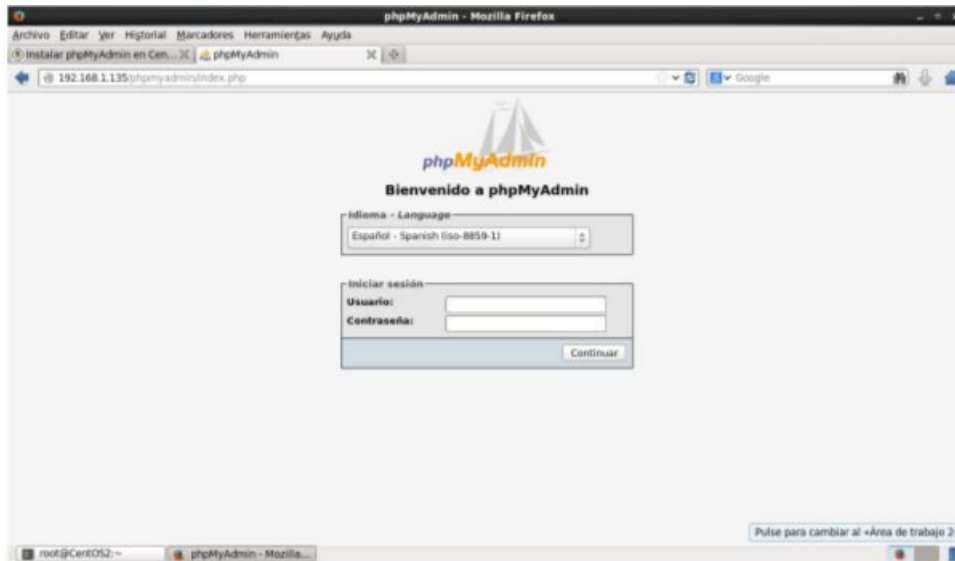 phpMyAdmin - Mozilla Firefox
Archivo Editar Ver Historial Marcadores Herramientas Ayuda
Instalar phpMyAdmin en Cen... phpMyAdmin
192.168.1.135/phpmyadmin/index.php Google
phpMyAdmin
Bienvenido a phpMyAdmin
Idioma - Language
Español - Spanish (iso-8859-1)
Iniciar sesión
Usuario:
Contraseña:
Continuar
Pulse para cambiar al «Área de trabajo 2
root@CentOS2:~ phpMyAdmin - Mozilla...